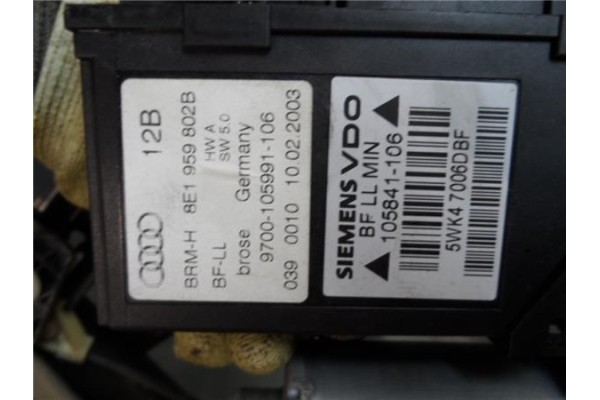 12B
BRM-H 8E1 959 802B
HW A
BF-LL SW 5.0
brose Germany
9700-105991-106
039 0010 10.02.2003
SIEMENS VDO
BF LL MIN
105841-106
5WK4 7006DBF